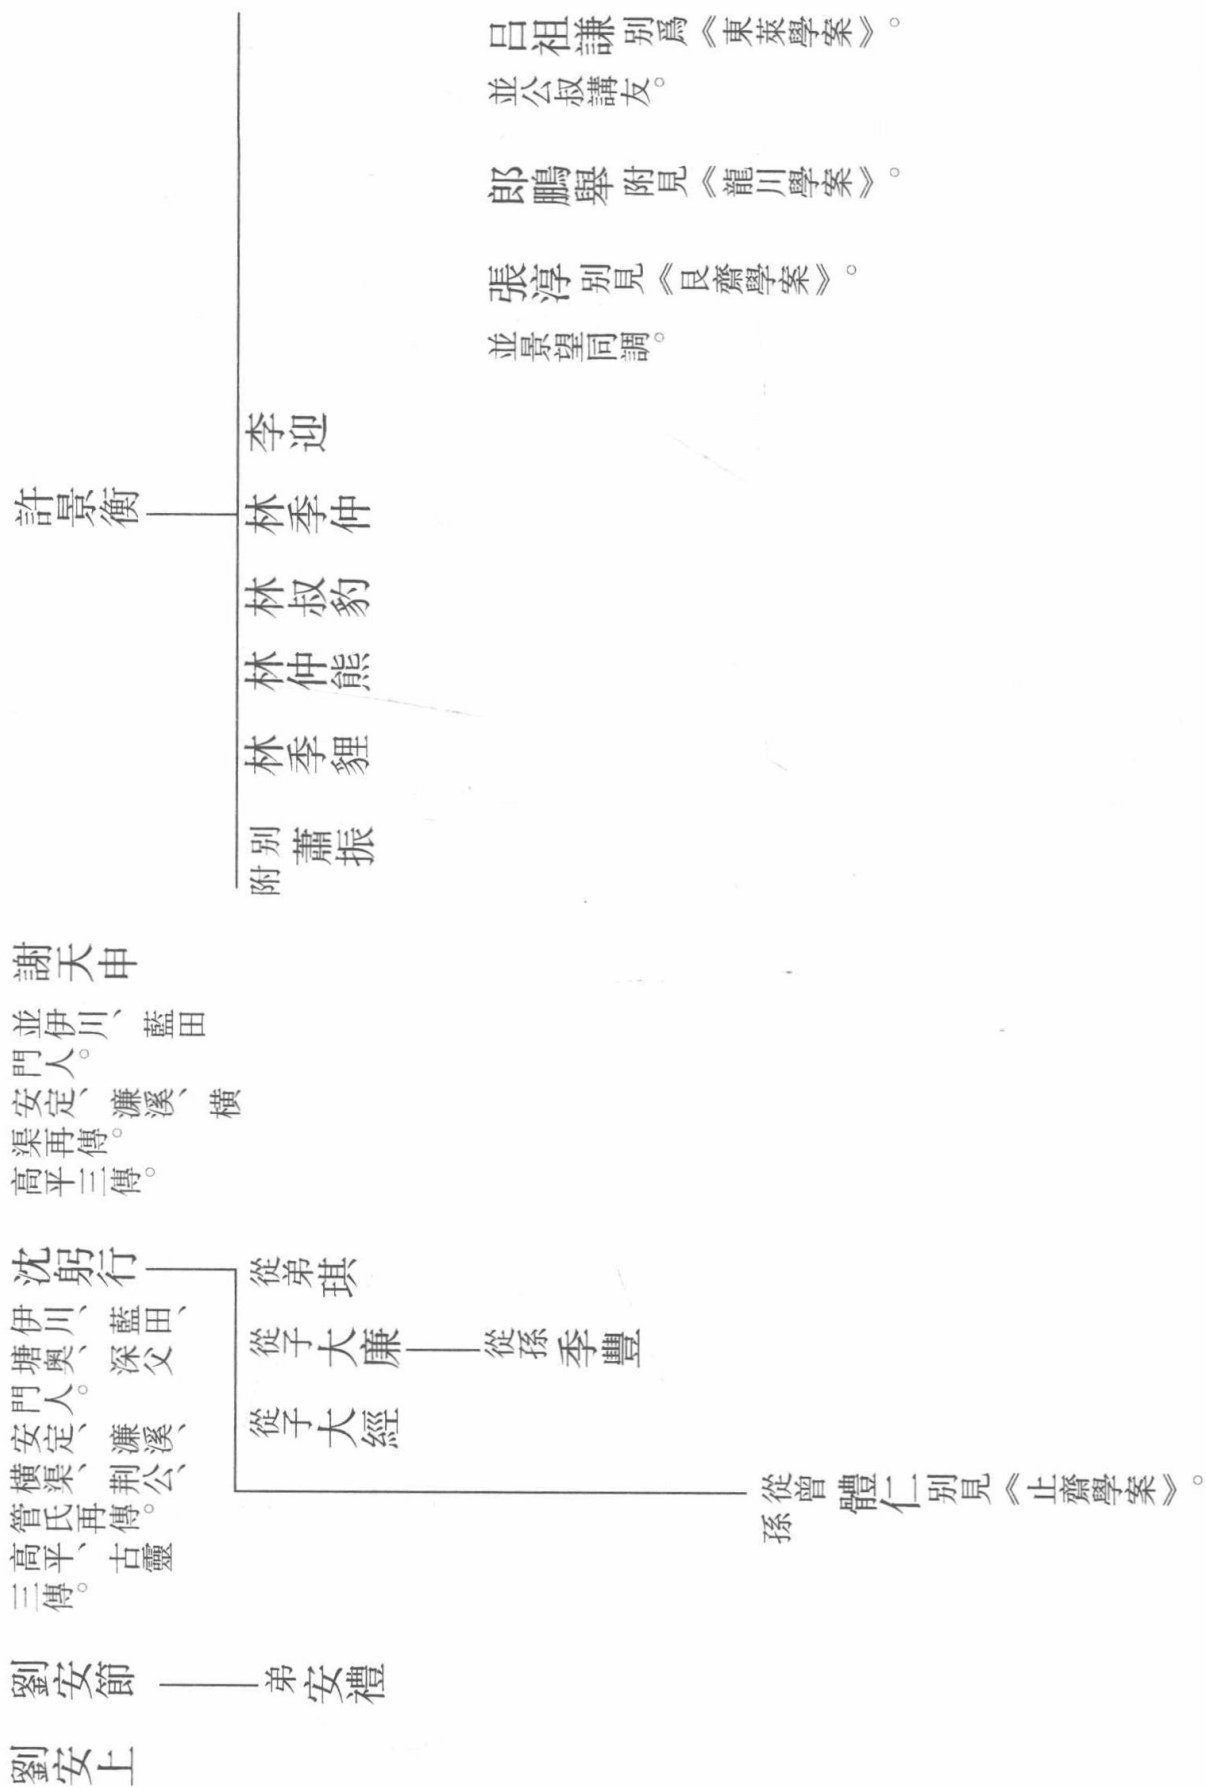 呂祖謙 别爲《東萊學案》。
並公叔講友。
郎鵬舉 附見《龍川學案》。
張淳 别見《艮齋學案》。
並景望同調。
許景衡
李迎
林季仲
林叔豹
林仲熊
林季貍
蕭振
别
附
謝天申
並伊川、藍田
門人。
安定、濂溪、橫
渠再傳。
高平三傳。
沈躬行
伊川、藍田、
塘奥、深父
門人。
安定、濂溪、
橫渠、荆公、
管氏再傳。
高平、古靈
三傳。
從弟琪
從子大廉
從孫季豐
從子大經
從曾孫 體仁 别見《止齋學案》。
劉安節
弟安禮
劉安上